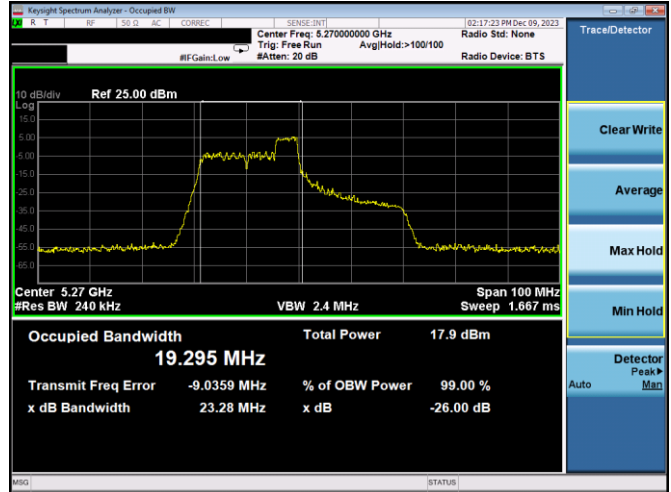 Keysight Spectrum Analyzer - Occupied BW
R T RF 50 Ω AC CORREC SENSE:INT 02:17:23 PM Dec 09, 2023
Center Freq: 5.270000000 GHz Radio Std: None
Trig: Free Run Avg|Hold:>100/100
#IFGain:Low #Atten: 20 dB Radio Device: BTS
10 dB/div Ref 25.00 dBm
Log
15.0
5.00
-5.00
-15.0
-25.0
-35.0
-45.0
-55.0
-65.0
Center 5.27 GHz Span 100 MHz
#Res BW 240 kHz VBW 2.4 MHz Sweep 1.667 ms
Occupied Bandwidth Total Power 17.9 dBm
19.295 MHz
Transmit Freq Error -9.0359 MHz % of OBW Power 99.00 %
x dB Bandwidth 23.28 MHz x dB -26.00 dB
MSG STATUS
Trace/Detector
Clear Write
Average
Max Hold
Min Hold
Detector
Peak▶
Auto Man